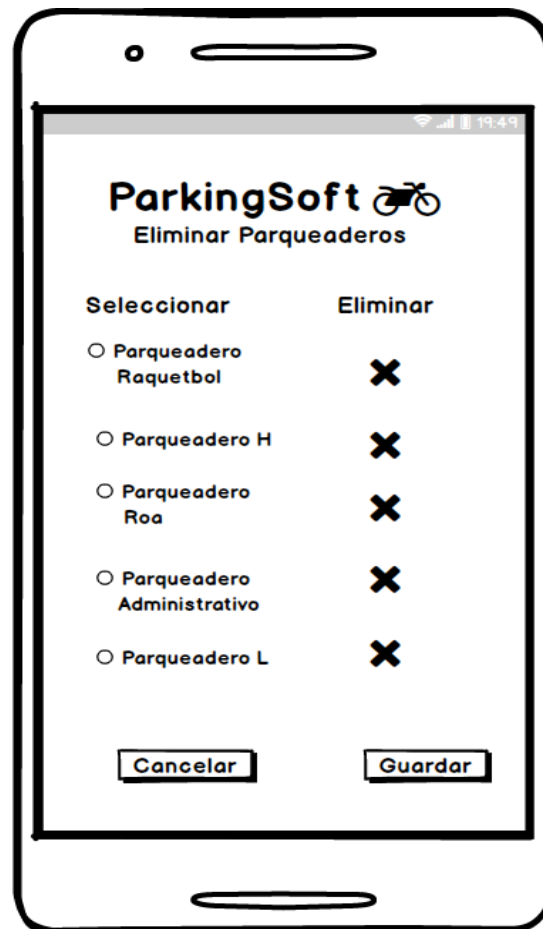 19:49
ParkingSoft
Eliminar Parqueaderos
Seleccionar Eliminar
Parqueadero
Raquetbol
Parqueadero H
Parqueadero
Roa
Parqueadero
Administrativo
Parqueadero L
Cancelar Guardar